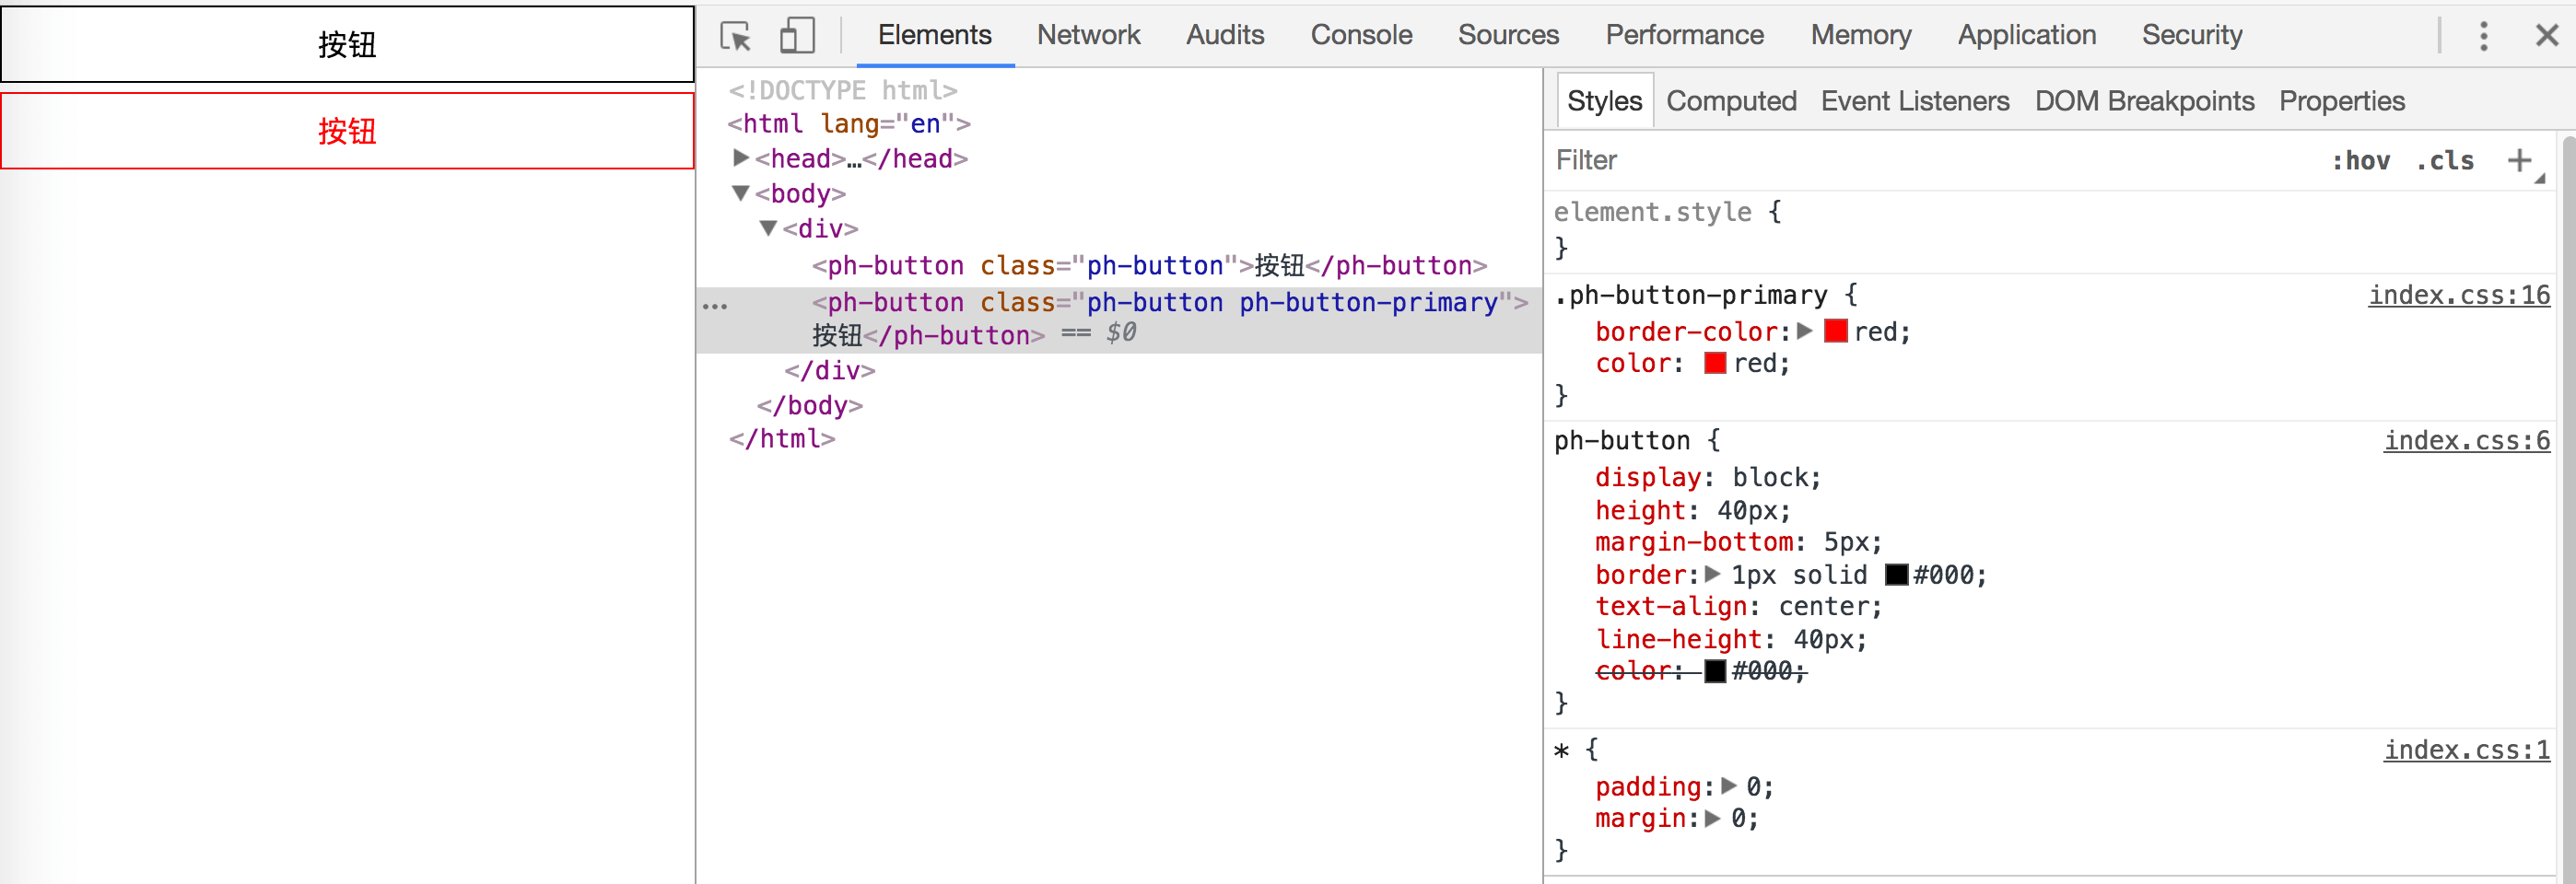 按钮
按钮
Elements Network Audits Console Sources Performance Memory Application Security
<!DOCTYPE html>
<html lang="en">
<head>…</head>
<body>
<div>
<ph-button class="ph-button">按钮</ph-button>
<ph-button class="ph-button ph-button-primary">
按钮</ph-button> == $0
</div>
</body>
</html>
Styles Computed Event Listeners DOM Breakpoints Properties
Filter :hov .cls +
element.style {
}
.ph-button-primary { index.css:16
border-color: red;
color: red;
}
ph-button { index.css:6
display: block;
height: 40px;
margin-bottom: 5px;
border: 1px solid #000;
text-align: center;
line-height: 40px;
color: #000;
}
* { index.css:1
padding: 0;
margin: 0;
}